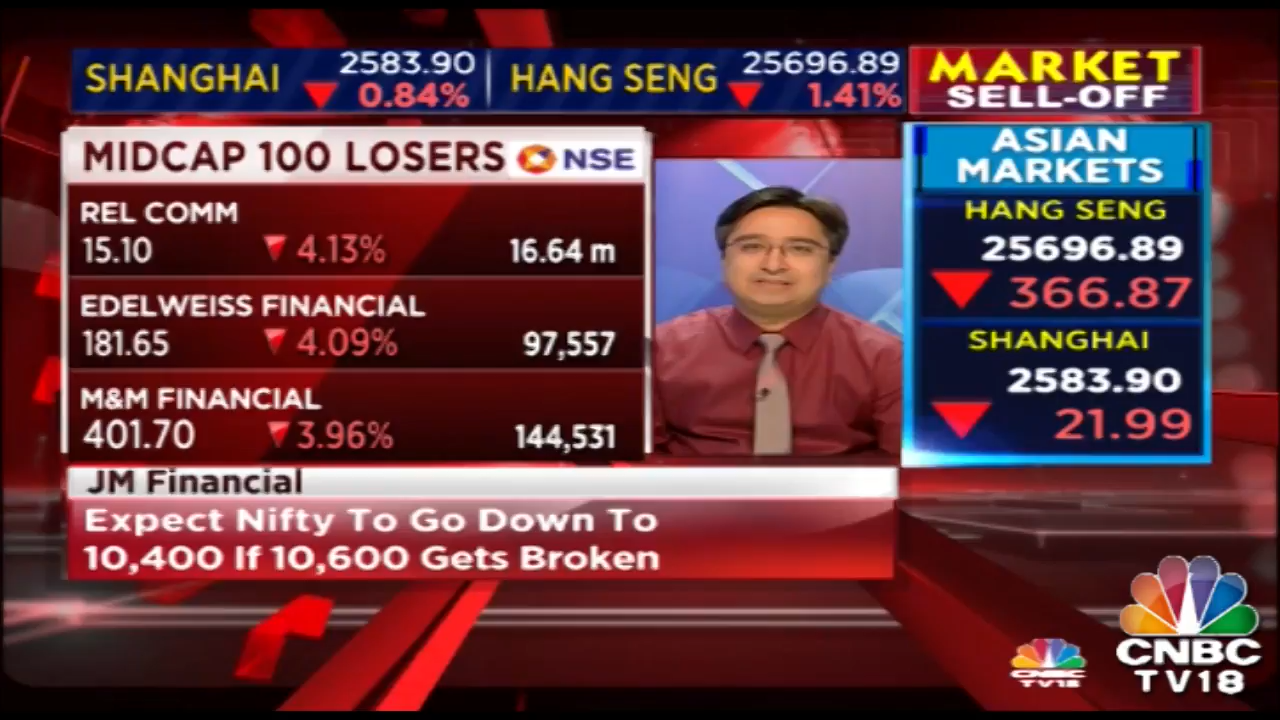 SHANGHAI 2583.90 ▼ 0.84%
HANG SENG 25696.89 ▼ 1.41%
MARKET
SELL-OFF
MIDCAP 100 LOSERS NSE
REL COMM
15.10 ▼ 4.13% 16.64 m
EDELWEISS FINANCIAL
181.65 ▼ 4.09% 97,557
M&M FINANCIAL
401.70 ▼ 3.96% 144,531
ASIAN
MARKETS
HANG SENG
25696.89
▼ 366.87
SHANGHAI
2583.90
▼ 21.99
JM Financial
Expect Nifty To Go Down To
10,400 If 10,600 Gets Broken
CNBC
TV18
CNBC
TV18